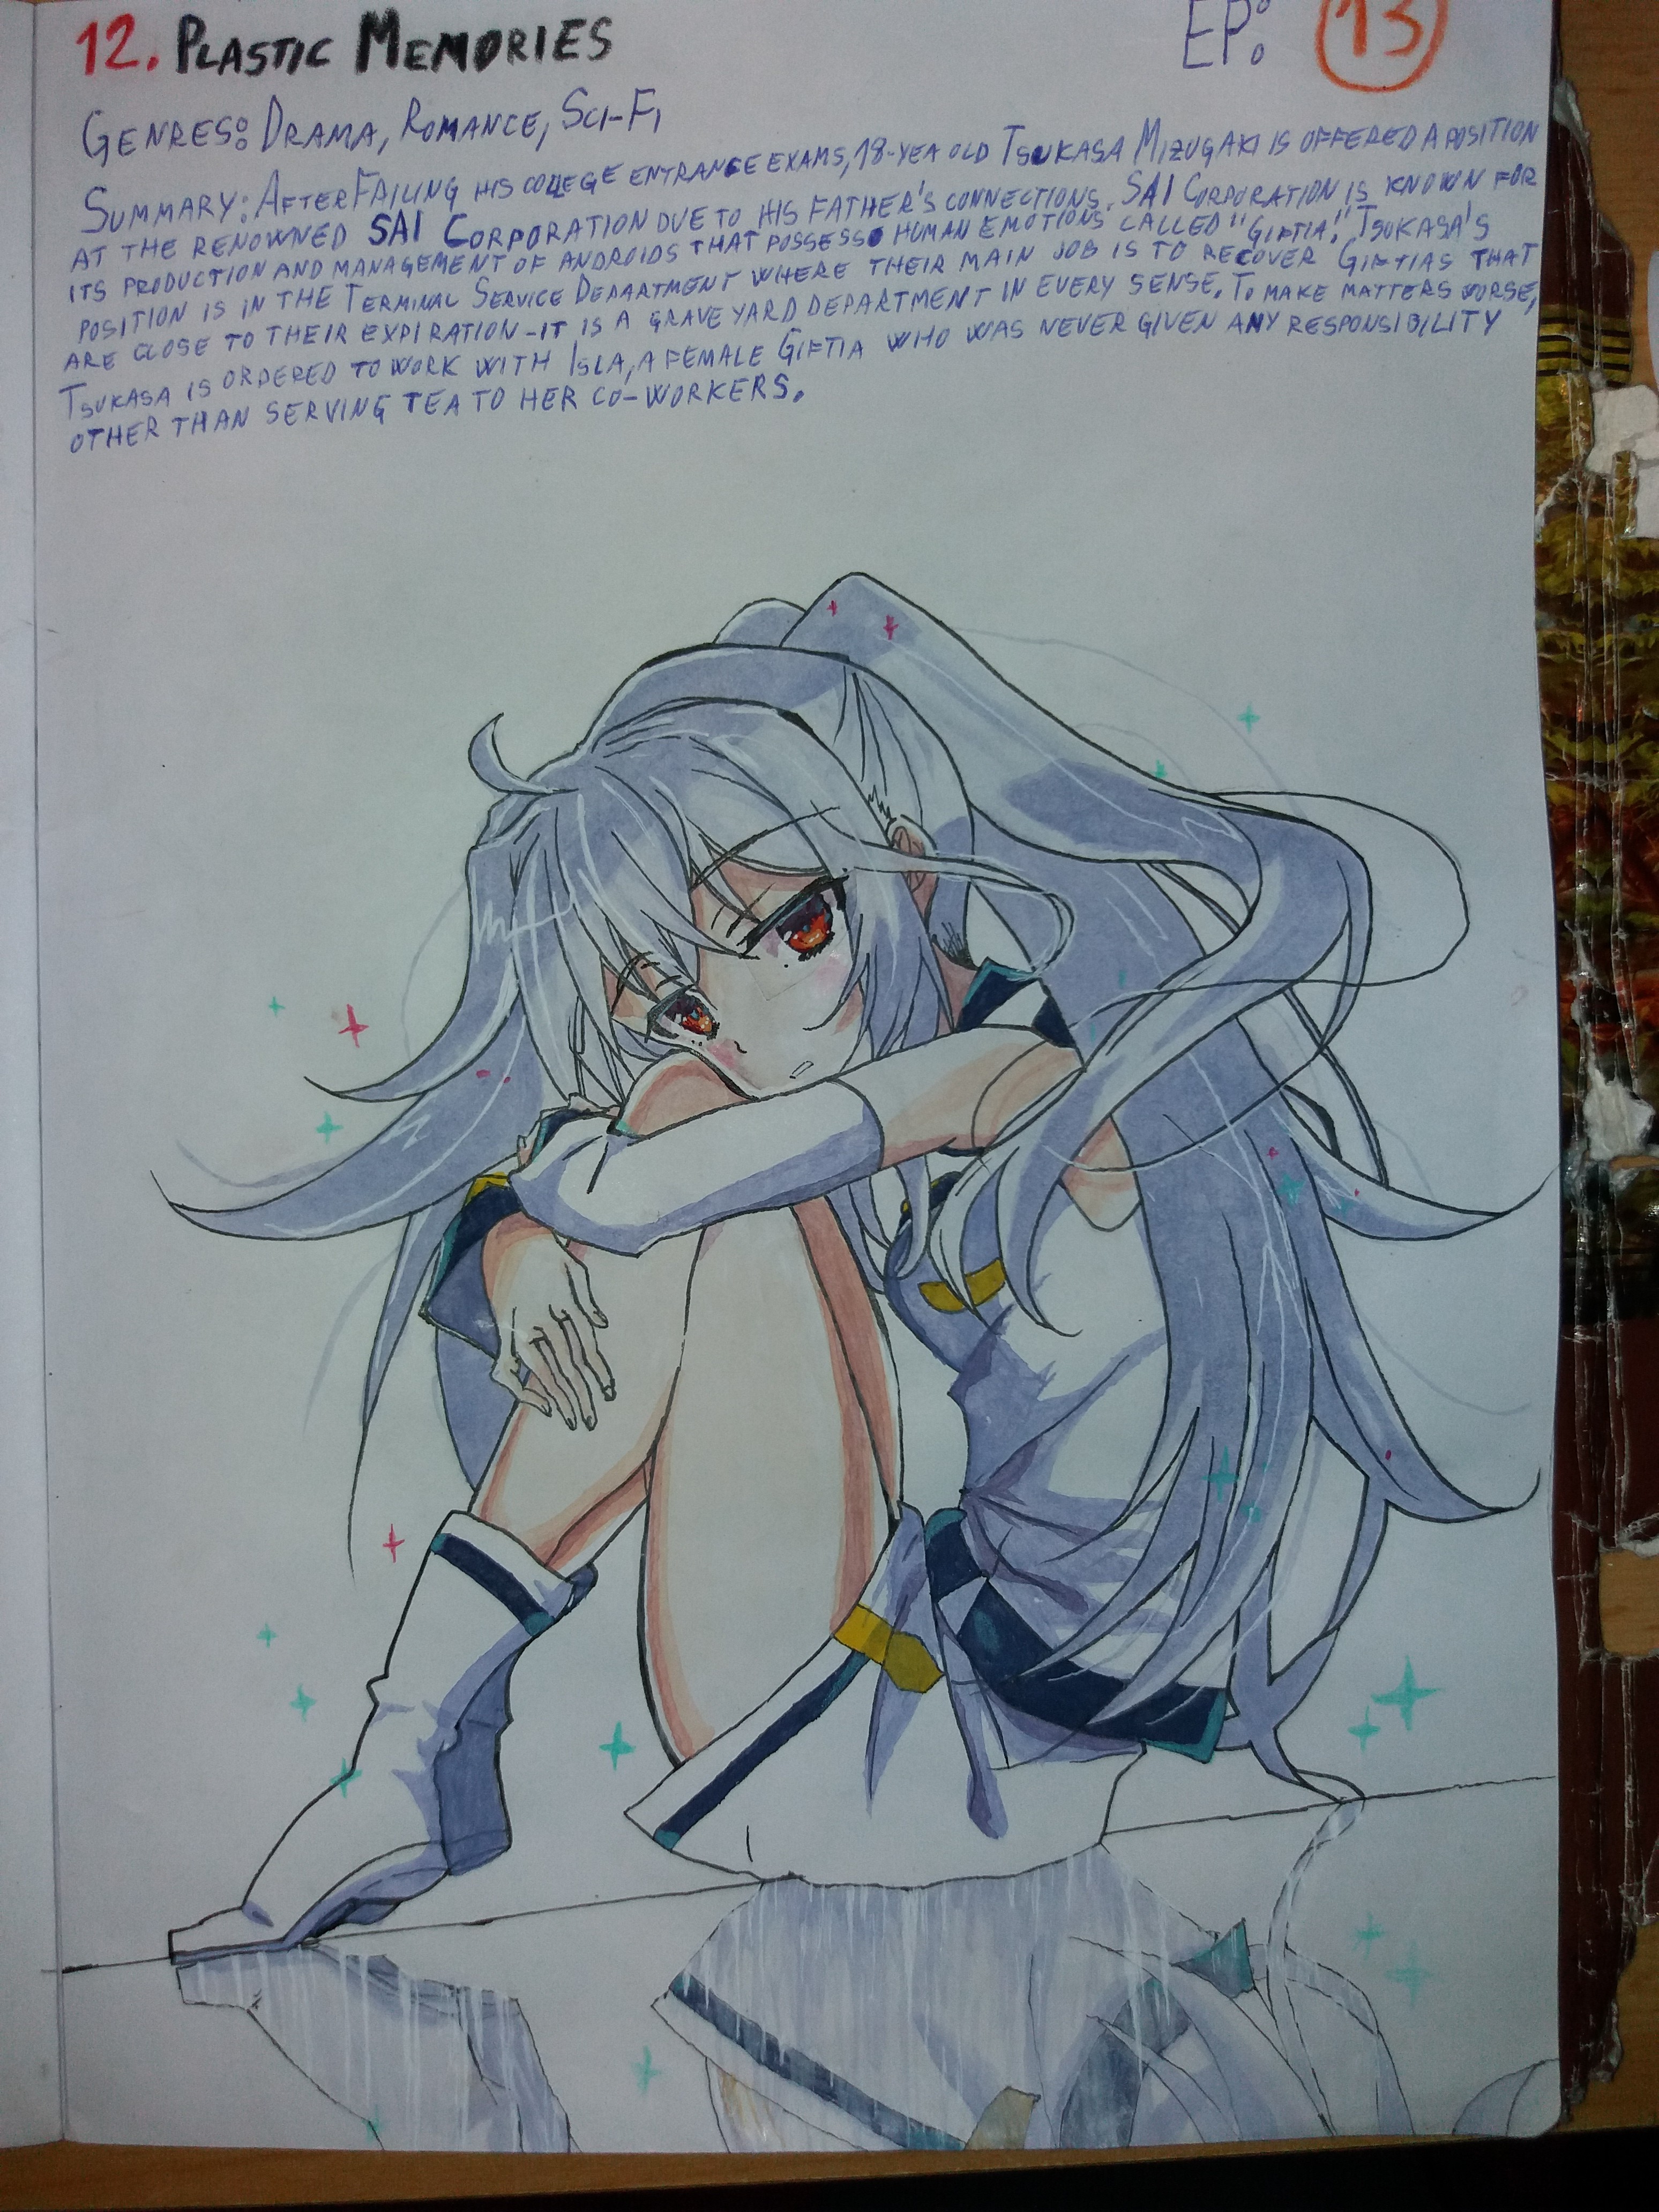 12. PLASTIC MEMORIES
EP: 13
GENRES: DRAMA, ROMANCE, SCI-FI
SUMMARY: AFTER FAILING HIS COLLEGE ENTRANCE EXAMS, 18-YEA OLD TSUKASA MIZUGAKI IS OFFERED A POSITION
AT THE RENOWNED SAI CORPORATION DUE TO HIS FATHER'S CONNECTIONS. SAI CORPORATION IS KNOWN FOR
ITS PRODUCTION AND MANAGEMENT OF ANDROIDS THAT POSSESS HUMAN EMOTIONS CALLED "GIFTIA." TSUKASA'S
POSITION IS IN THE TERMINAL SERVICE DEPARTMENT WHERE THEIR MAIN JOB IS TO RECOVER GIFTIAS THAT
ARE CLOSE TO THEIR EXPIRATION-IT IS A GRAVEYARD DEPARTMENT IN EVERY SENSE. TO MAKE MATTERS WORSE,
TSUKASA IS ORDERED TO WORK WITH ISLA, A FEMALE GIFTIA WHO WAS NEVER GIVEN ANY RESPONSIBILITY
OTHER THAN SERVING TEA TO HER CO-WORKERS.